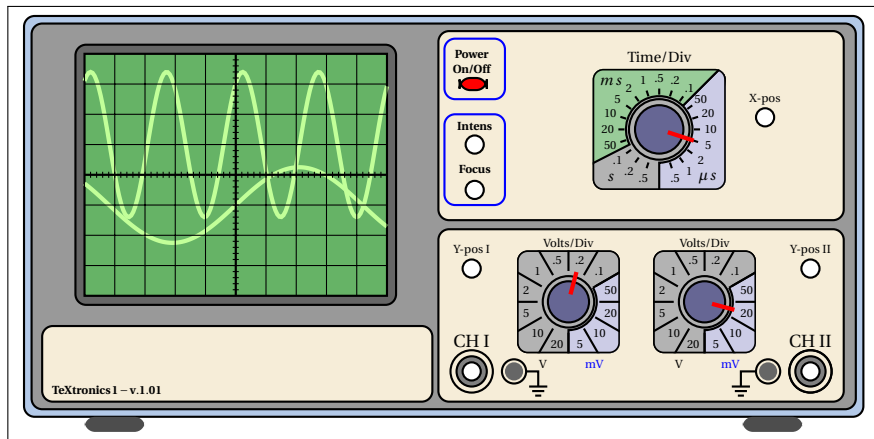 Power
On/Off
Intens
Focus
Time/Div
ms
2 1 .5 .2 .1
5 50
10 20
20 10
50 5
.1 2
s .2 .5 .5 1 µs
X-pos
Y-pos I
Volts/Div
.5 .2
1 .1
2 50
5 20
10 10
20 5
V mV
CH I
Volts/Div
.5 .2
1 .1
2 50
5 20
10 10
20 5
V mV
Y-pos II
CH II
TeXtronics1 – v.1.01